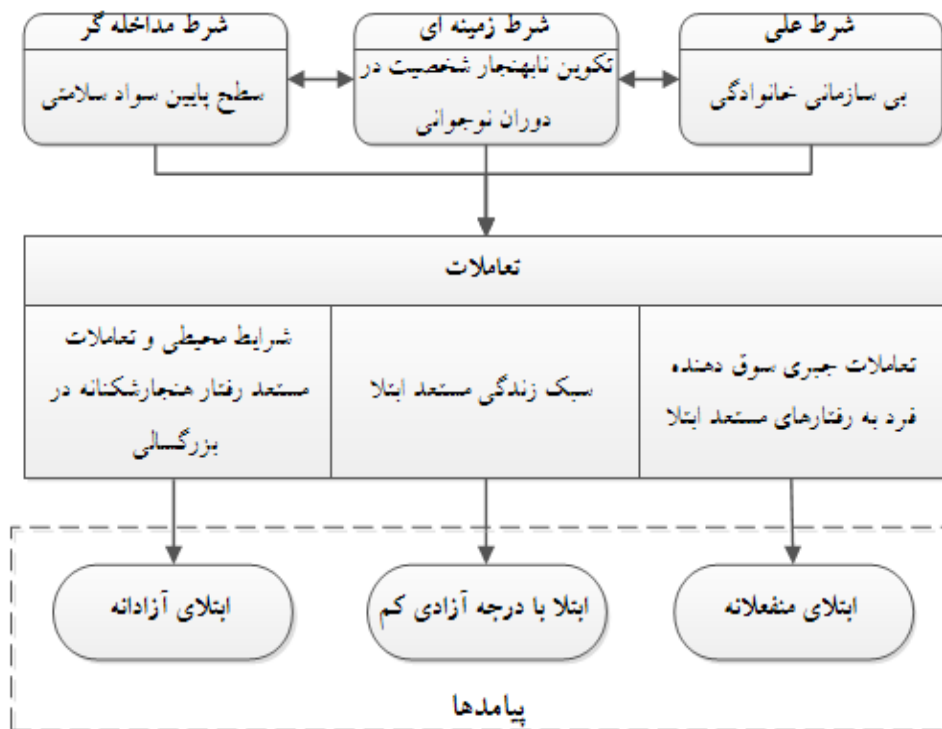 شرط علی
بی سازمانی خانوادگی
شرط زمینه ای
تکوین نابهنجار شخصیت در
دوران نوجوانی
شرط مداخله گر
سطح پایین سواد سلامتی
تعاملات
تعاملات جبری سوق دهنده
فرد به رفتارهای مستعد ابتلا
سبک زندگی مستعد ابتلا
شرایط محیطی و تعاملات
مستعد رفتار هنجارشکنانه در
بزرگسالی
ابتلای منفعلانه
ابتلا با درجه آزادی کم
ابتلای آزادانه
پیامدها